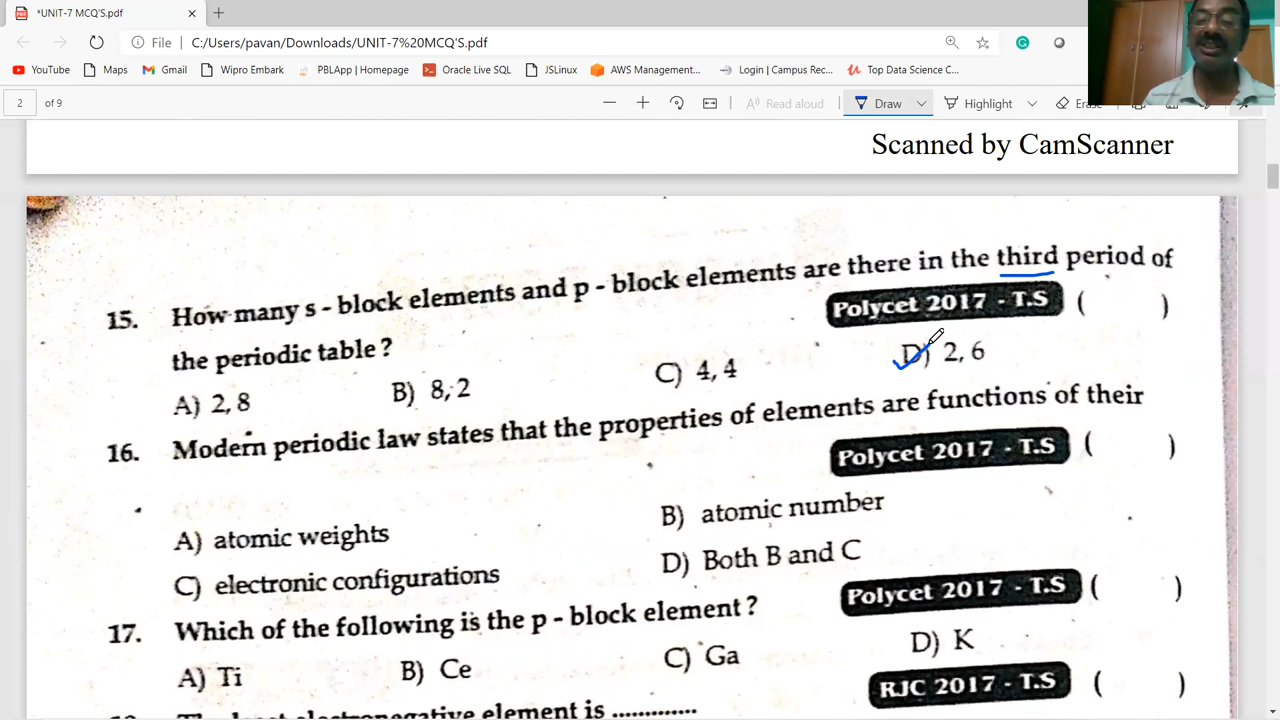 *UNIT-7 MCQ'S.pdf
File C:/Users/pavan/Downloads/UNIT-7%20MCQ'S.pdf
YouTube Maps Gmail Wipro Embark PBLApp | Homepage Oracle Live SQL JSLinux AWS Management... Login | Campus Rec... Top Data Science C...
2 of 9 Read aloud Draw Highlight Erase
Scanned by CamScanner
15. How many s - block elements and p - block elements are there in the third period of
the periodic table ? Polycet 2017 - T.S ( )
A) 2, 8 B) 8, 2 C) 4, 4 D) 2, 6
16. Modern periodic law states that the properties of elements are functions of their
Polycet 2017 - T.S ( )
A) atomic weights B) atomic number
C) electronic configurations D) Both B and C
17. Which of the following is the p - block element ? Polycet 2017 - T.S ( )
A) Ti B) Ce C) Ga D) K
RJC 2017 - T.S ( )
electronegative element is .............